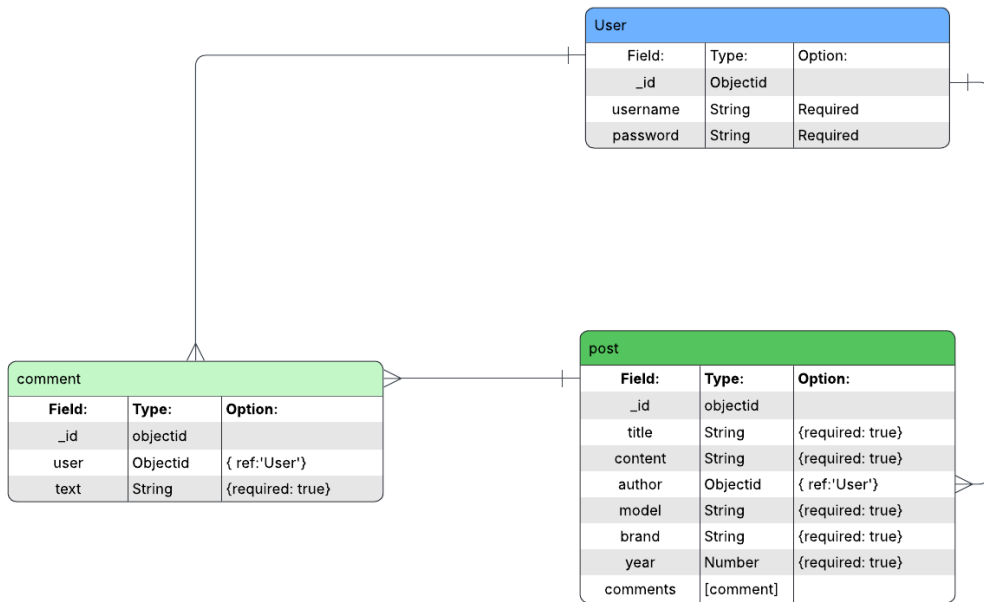 User
Field: Type: Option:
_id Objectid
username String Required
password String Required
comment
Field: Type: Option:
_id objectid
user Objectid { ref:'User'}
text String {required: true}
post
Field: Type: Option:
_id objectid
title String {required: true}
content String {required: true}
author Objectid { ref:'User'}
model String {required: true}
brand String {required: true}
year Number {required: true}
comments [comment]